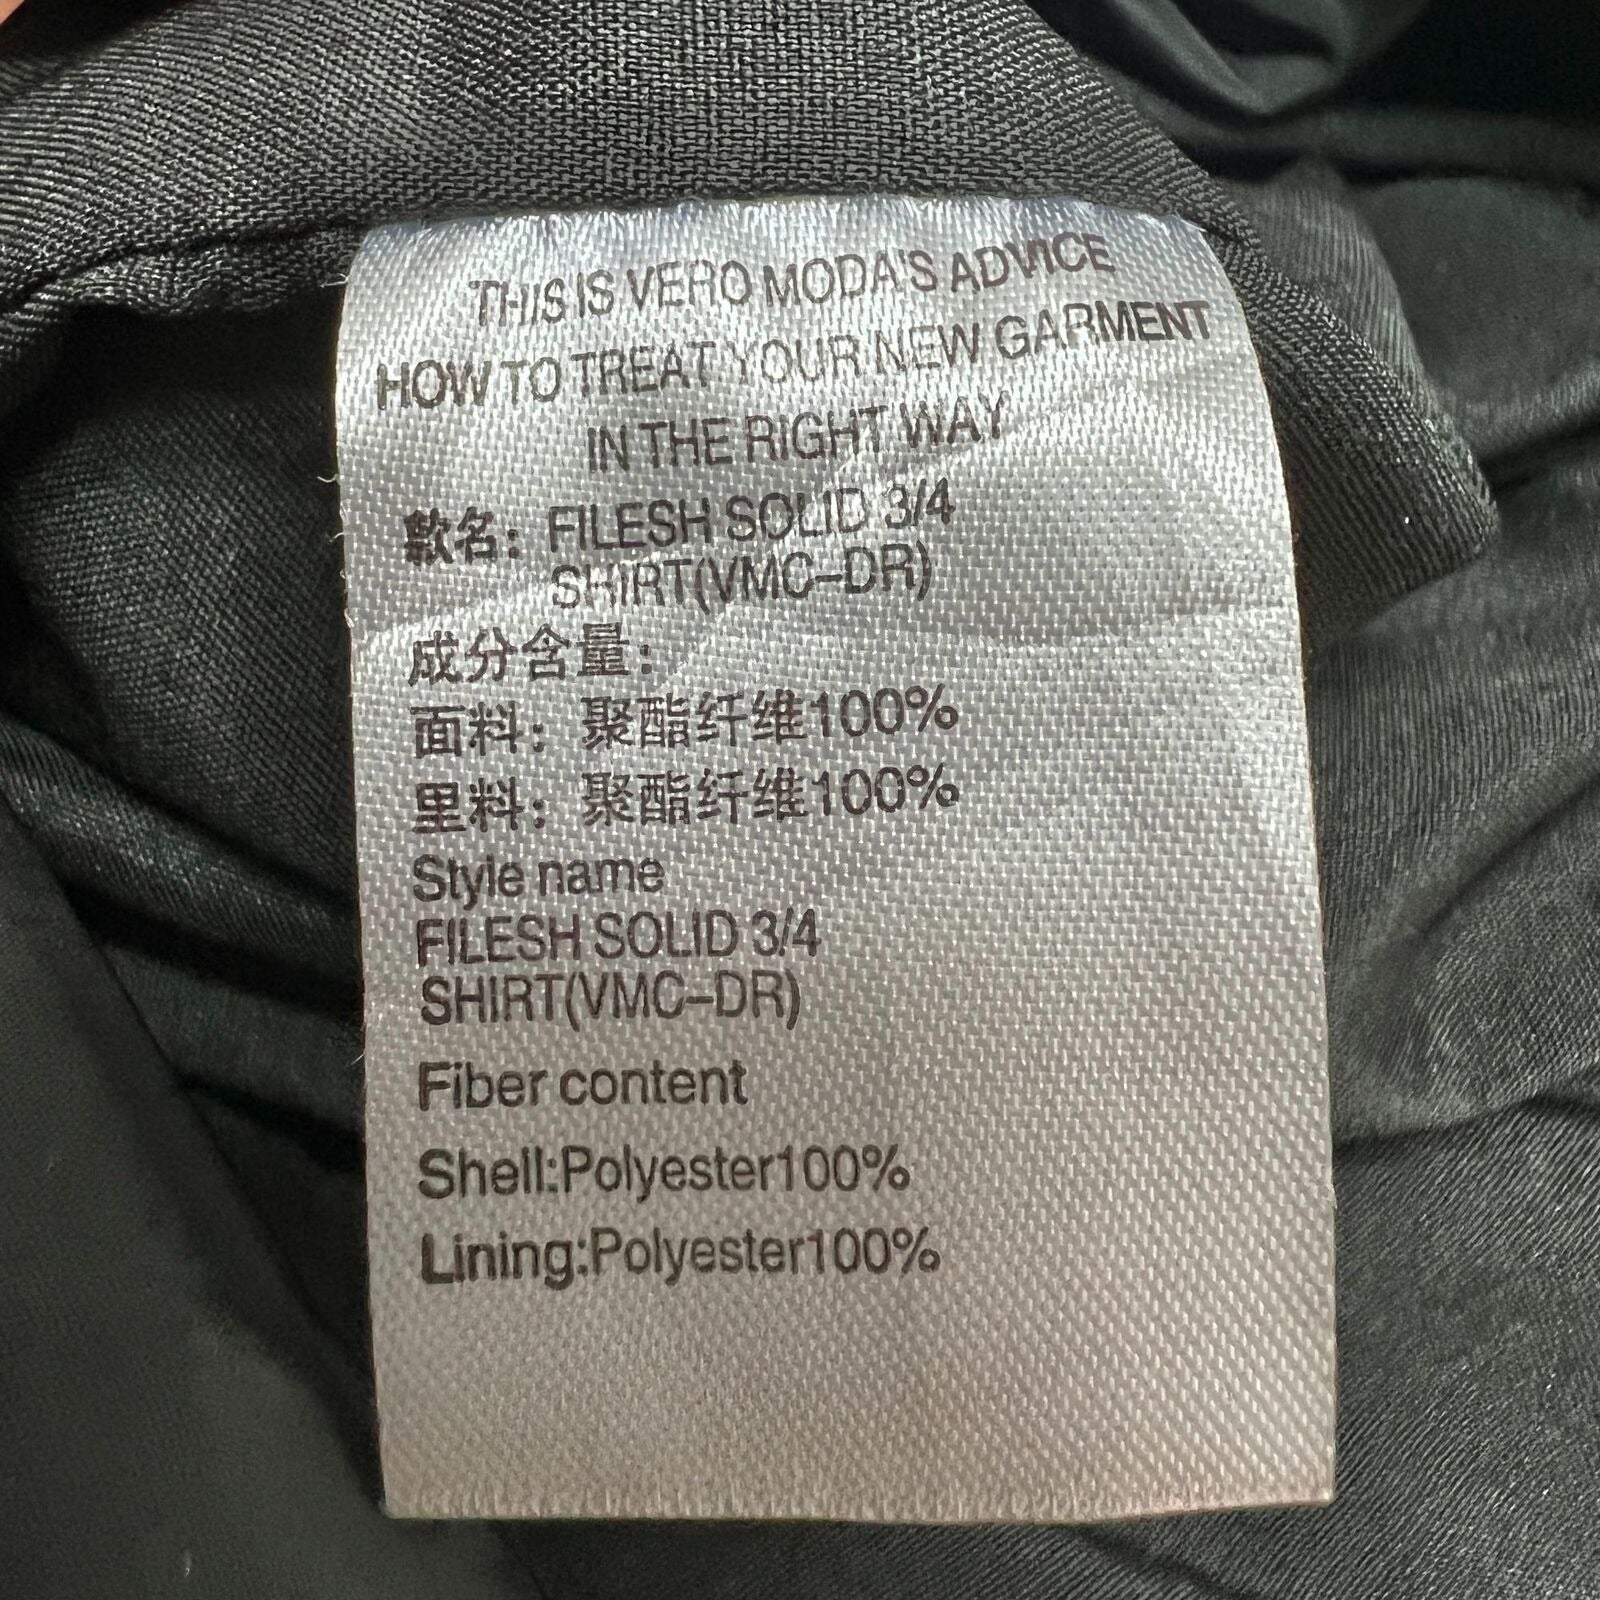 THIS IS VERO MODA'S ADVICE
HOW TO TREAT YOUR NEW GARMENT
IN THE RIGHT WAY
款名：FILESH SOLID 3/4
SHIRT(VMC-DR)
成分含量：
面料：聚酯纤维100%
里料：聚酯纤维100%
Style name
FILESH SOLID 3/4
SHIRT(VMC-DR)
Fiber content
Shell:Polyester100%
Lining:Polyester100%